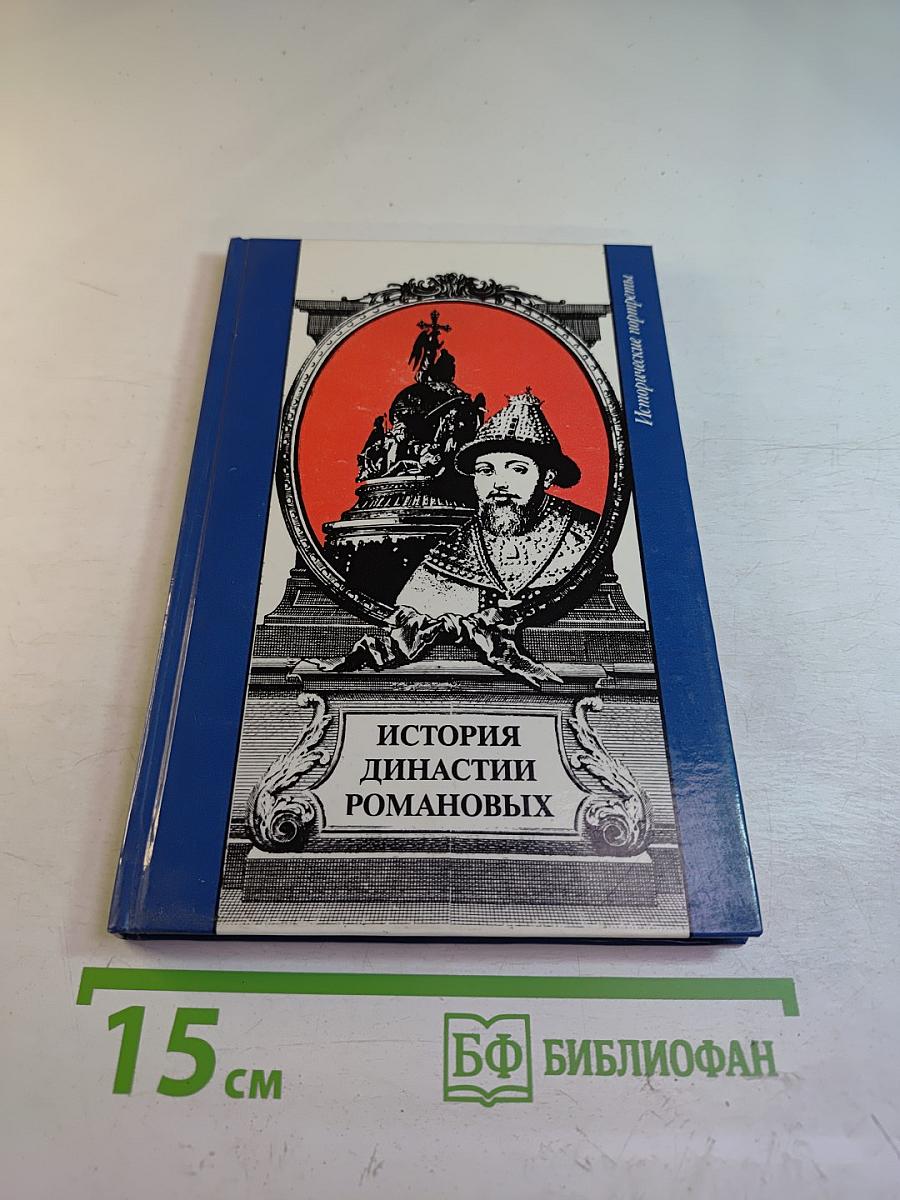 Исторические портреты
ИСТОРИЯ
ДИНАСТИИ
РОМАНОВЫХ
15 см
БФ БИБЛИОФАН